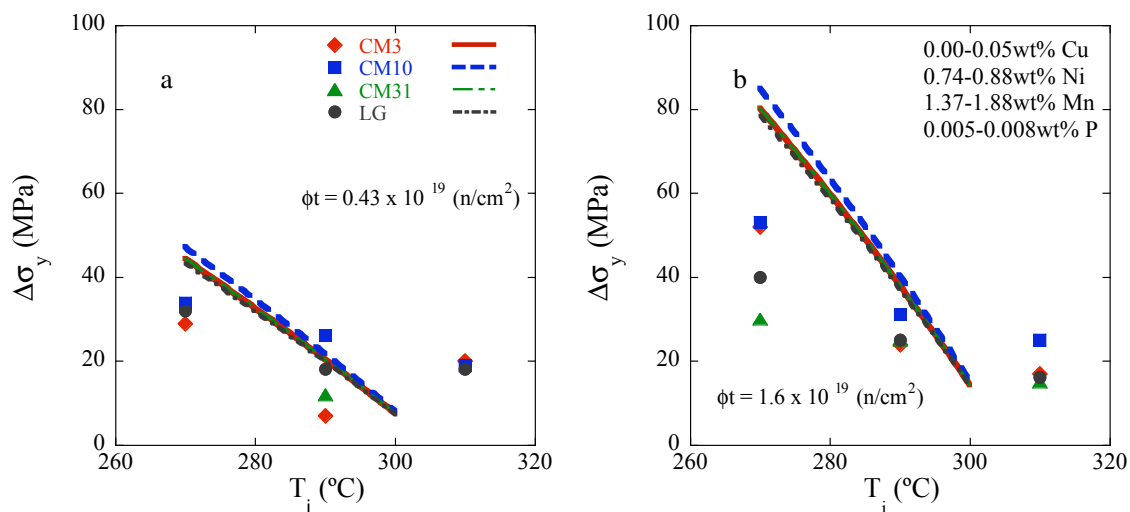 100
80
60
40
20
0
Δσy (MPa)
a
CM3
CM10
CM31
LG
ϕt = 0.43 x 10 19 (n/cm2)
260
280
300
320
Ti (ºC)
100
80
60
40
20
0
Δσy (MPa)
b
0.00-0.05wt% Cu
0.74-0.88wt% Ni
1.37-1.88wt% Mn
0.005-0.008wt% P
ϕt = 1.6 x 10 19 (n/cm2)
260
280
300
320
Ti (ºC)